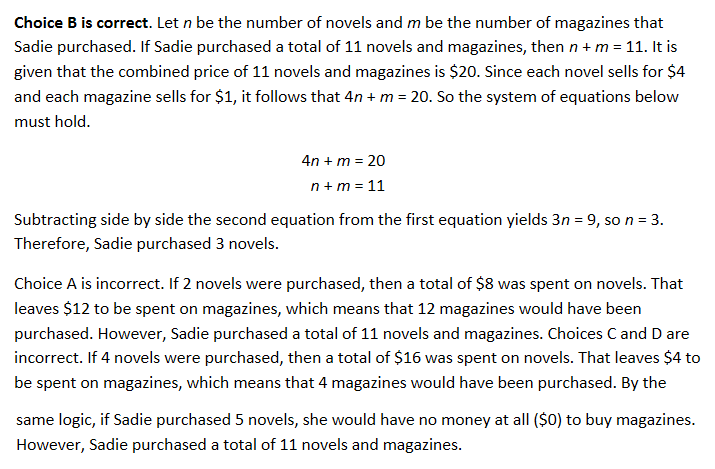 Choice B is correct. Let n be the number of novels and m be the number of magazines that
Sadie purchased. If Sadie purchased a total of 11 novels and magazines, then n + m = 11. It is
given that the combined price of 11 novels and magazines is $20. Since each novel sells for $4
and each magazine sells for $1, it follows that 4n + m = 20. So the system of equations below
must hold.
4n + m = 20
n + m = 11
Subtracting side by side the second equation from the first equation yields 3n = 9, so n = 3.
Therefore, Sadie purchased 3 novels.
Choice A is incorrect. If 2 novels were purchased, then a total of $8 was spent on novels. That
leaves $12 to be spent on magazines, which means that 12 magazines would have been
purchased. However, Sadie purchased a total of 11 novels and magazines. Choices C and D are
incorrect. If 4 novels were purchased, then a total of $16 was spent on novels. That leaves $4 to
be spent on magazines, which means that 4 magazines would have been purchased. By the
same logic, if Sadie purchased 5 novels, she would have no money at all ($0) to buy magazines.
However, Sadie purchased a total of 11 novels and magazines.